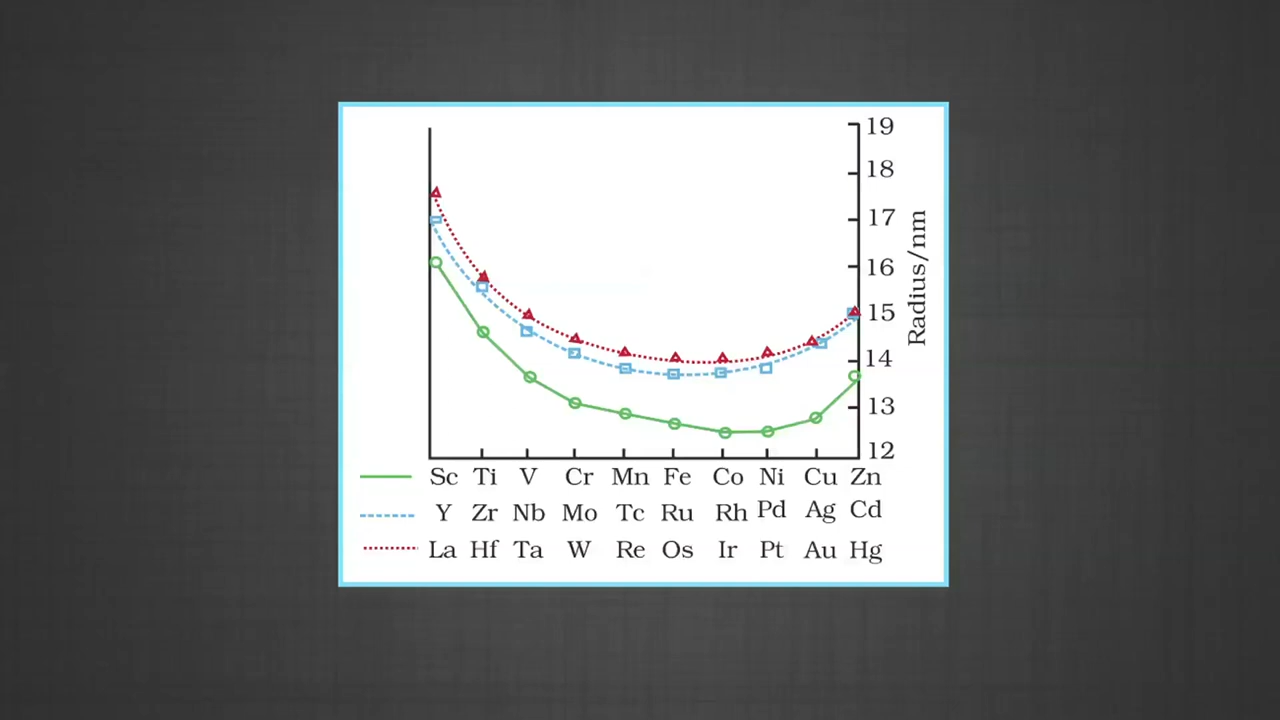 19
18
17
16
15
14
13
12
Radius/nm
Sc Ti V Cr Mn Fe Co Ni Cu Zn
Y Zr Nb Mo Tc Ru Rh Pd Ag Cd
La Hf Ta W Re Os Ir Pt Au Hg